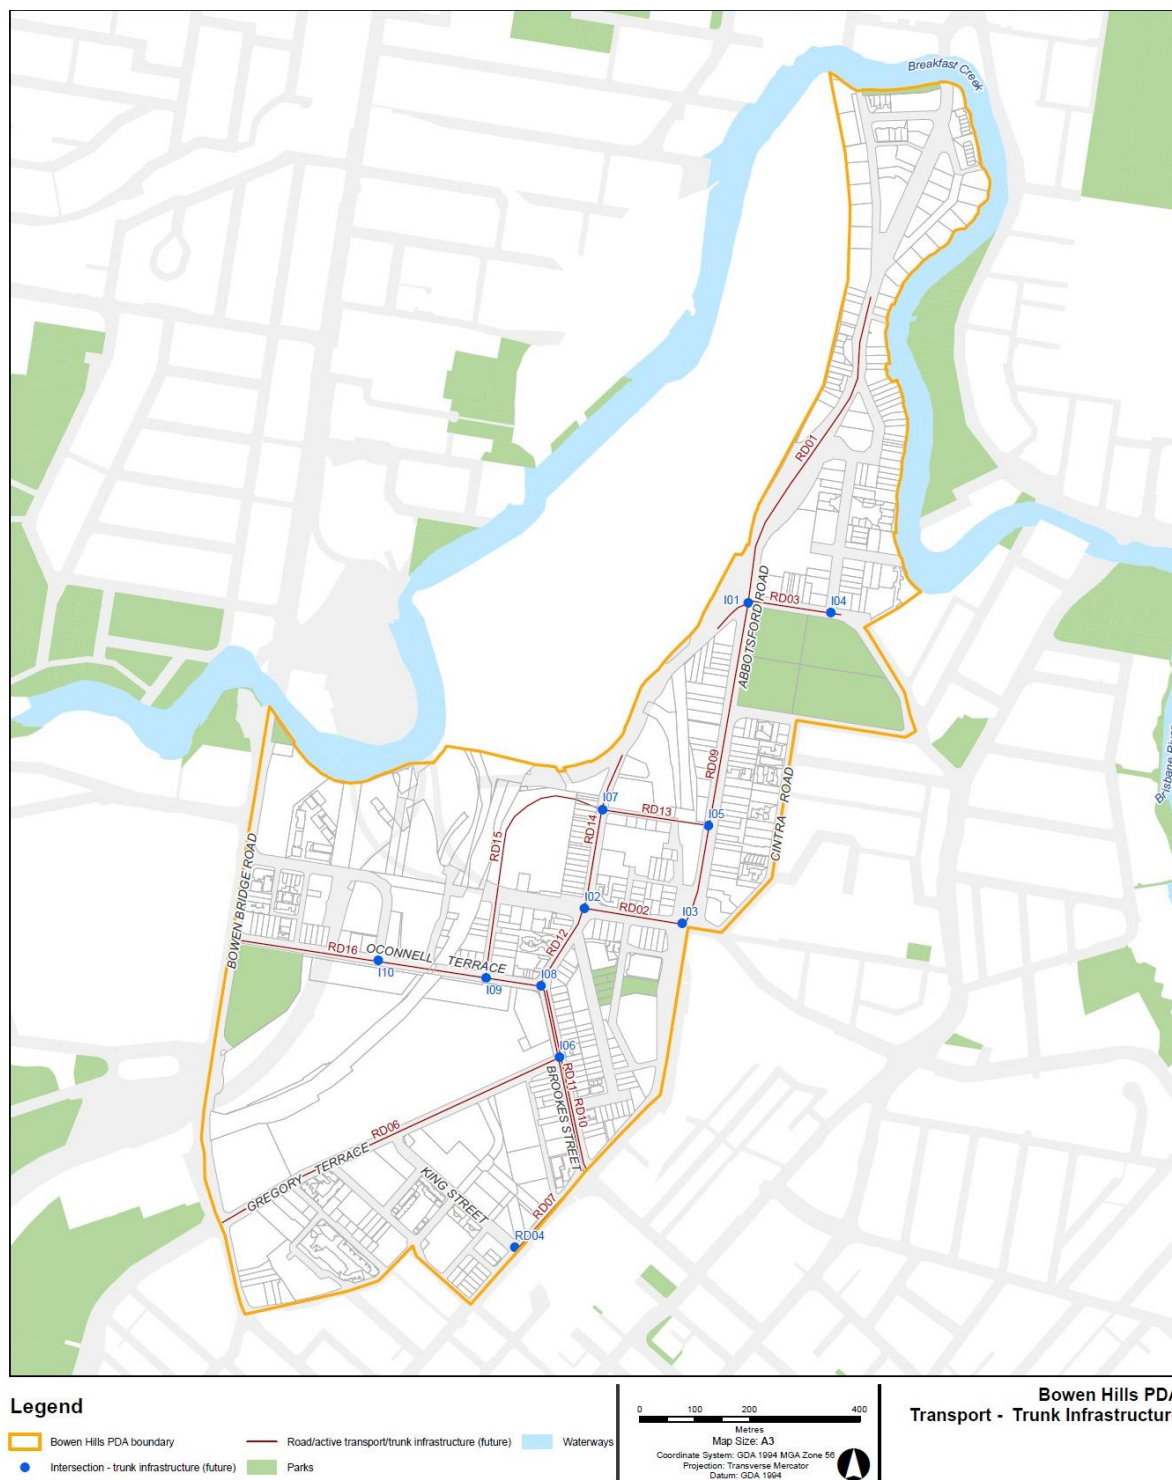 Breakfast Creek
RD01
I01
RD03
I04
ABBOTSFORD ROAD
RD09
CINTRA ROAD
Brisbane River
I07
RD13
I05
RD14
RD15
BOWEN BRIDGE ROAD
I02
RD02
I03
RD12
RD16
OCONNELL TERRACE
I10
I09
I08
I06
RD11
RD10
BROOKES STREET
RD06
GREGORY TERRACE
KING STREET
RD07
RD04
Legend
Bowen Hills PDA boundary
Road/active transport/trunk infrastructure (future)
Waterways
Intersection - trunk infrastructure (future)
Parks
0 100 200 400
Metres
Map Size: A3
Coordinate System: GDA 1994 MGA Zone 56
Projection: Transverse Mercator
Datum: GDA 1994
Bowen Hills PDA
Transport - Trunk Infrastructure